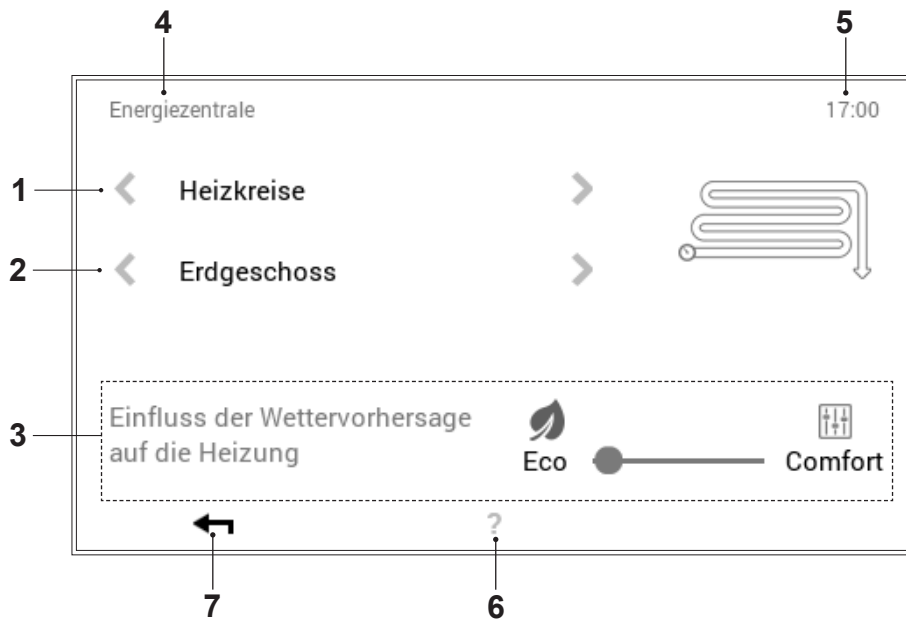 4 5
Energiezentrale 17:00
1 Heizkreise
2 Erdgeschoss
3 Einfluss der Wettervorhersage
auf die Heizung
Eco Comfort
?
7 6